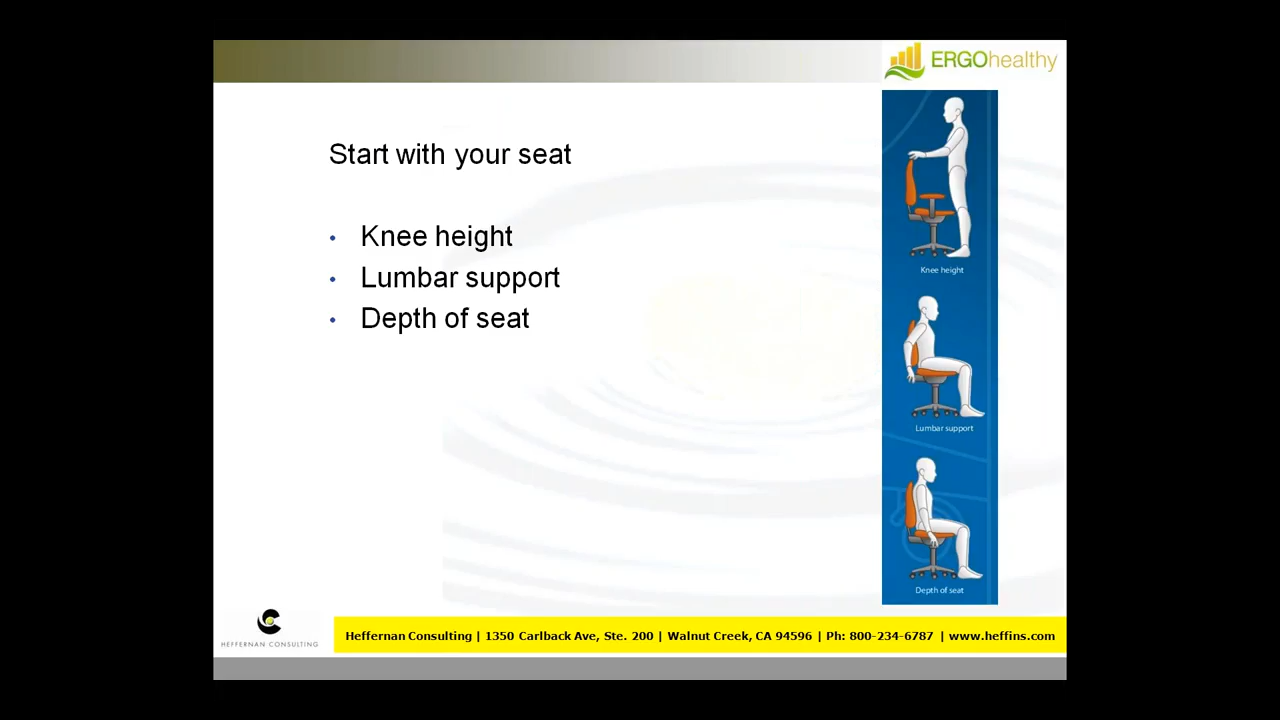 ERGOhealthy
Start with your seat
• Knee height
• Lumbar support
• Depth of seat
Knee height
Lumbar support
Depth of seat
HEFFERNAN CONSULTING
Heffernan Consulting | 1350 Carlback Ave, Ste. 200 | Walnut Creek, CA 94596 | Ph: 800-234-6787 | www.heffins.com